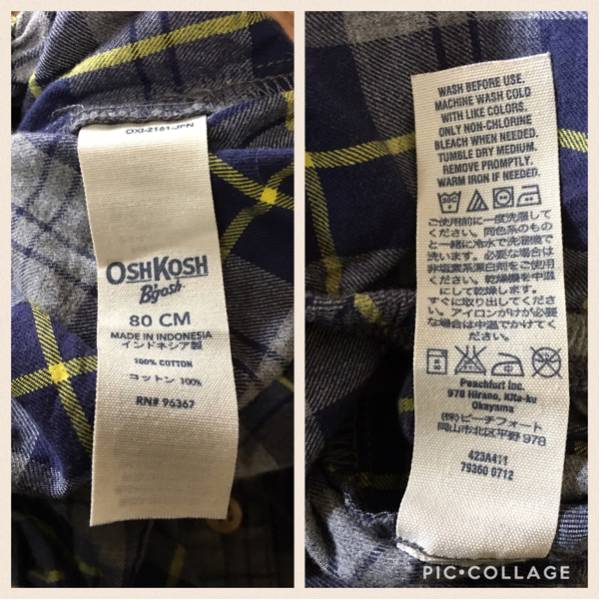 OXI-2161-JPN
OSHKOSH
B'gosh
80 CM
MADE IN INDONESIA
インドネシア製
100% COTTON
コットン 100%
RN# 96367
WASH BEFORE USE.
MACHINE WASH COLD
WITH LIKE COLORS.
ONLY NON-CHLORINE
BLEACH WHEN NEEDED.
TUMBLE DRY MEDIUM.
REMOVE PROMPTLY.
WARM IRON IF NEEDED.
ご使用前に一度洗濯して
ください。同色系のもの
と一緒に冷水で洗濯機で
洗います。必要な場合は
非塩素系漂白剤をご使用
ください。乾燥機を中温
にして乾燥します。
すぐに取り出してくださ
い。アイロンがけが必要
な場合は中温でかけてく
ださい。
Peachfurt Inc.
978 Hirano, Kita-ku
Okayama
(株)ピーチフォート
岡山市北区平野 978
423A411
79360 0712
PIC•COLLAGE